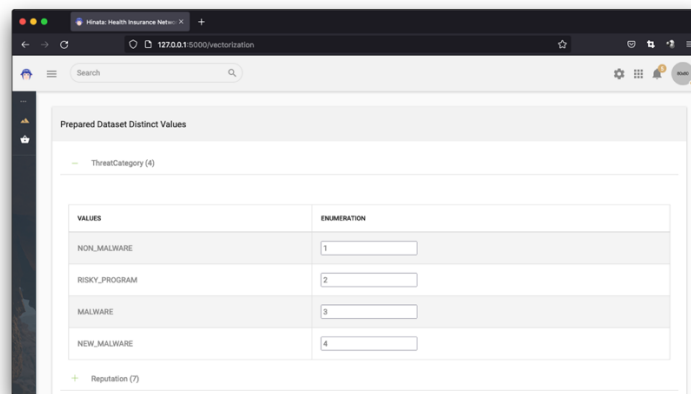 Hinata: Health Insurance Netwo
127.0.0.1:5000/vectorization
Search
Prepared Dataset Distinct Values
ThreatCategory (4)
VALUES ENUMERATION
NON_MALWARE 1
RISKY_PROGRAM 2
MALWARE 3
NEW_MALWARE 4
Reputation (7)